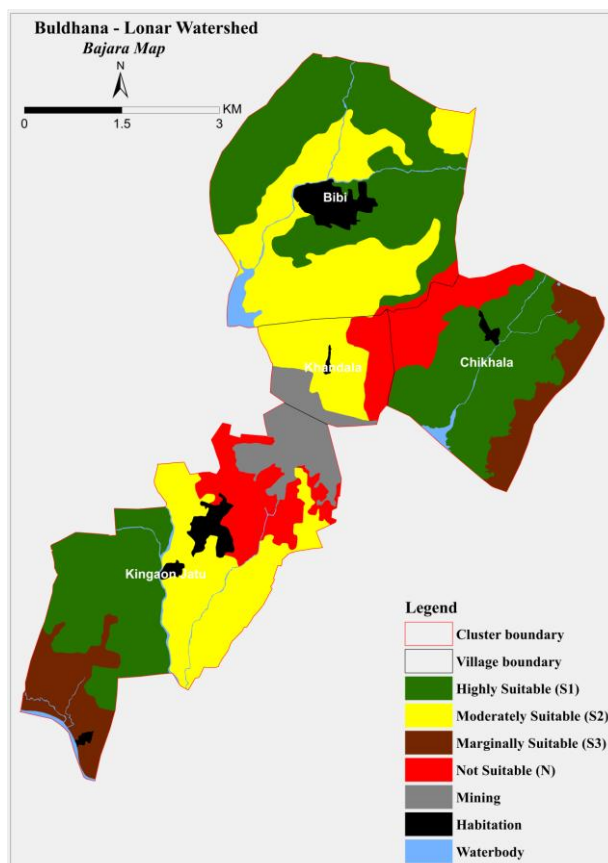 Buldhana - Lonar Watershed
Bajara Map
N
KM
0 1.5 3
Bibi
Khandala
Chikhala
Kingaon Jatu
Legend
Cluster boundary
Village boundary
Highly Suitable (S1)
Moderately Suitable (S2)
Marginally Suitable (S3)
Not Suitable (N)
Mining
Habitation
Waterbody